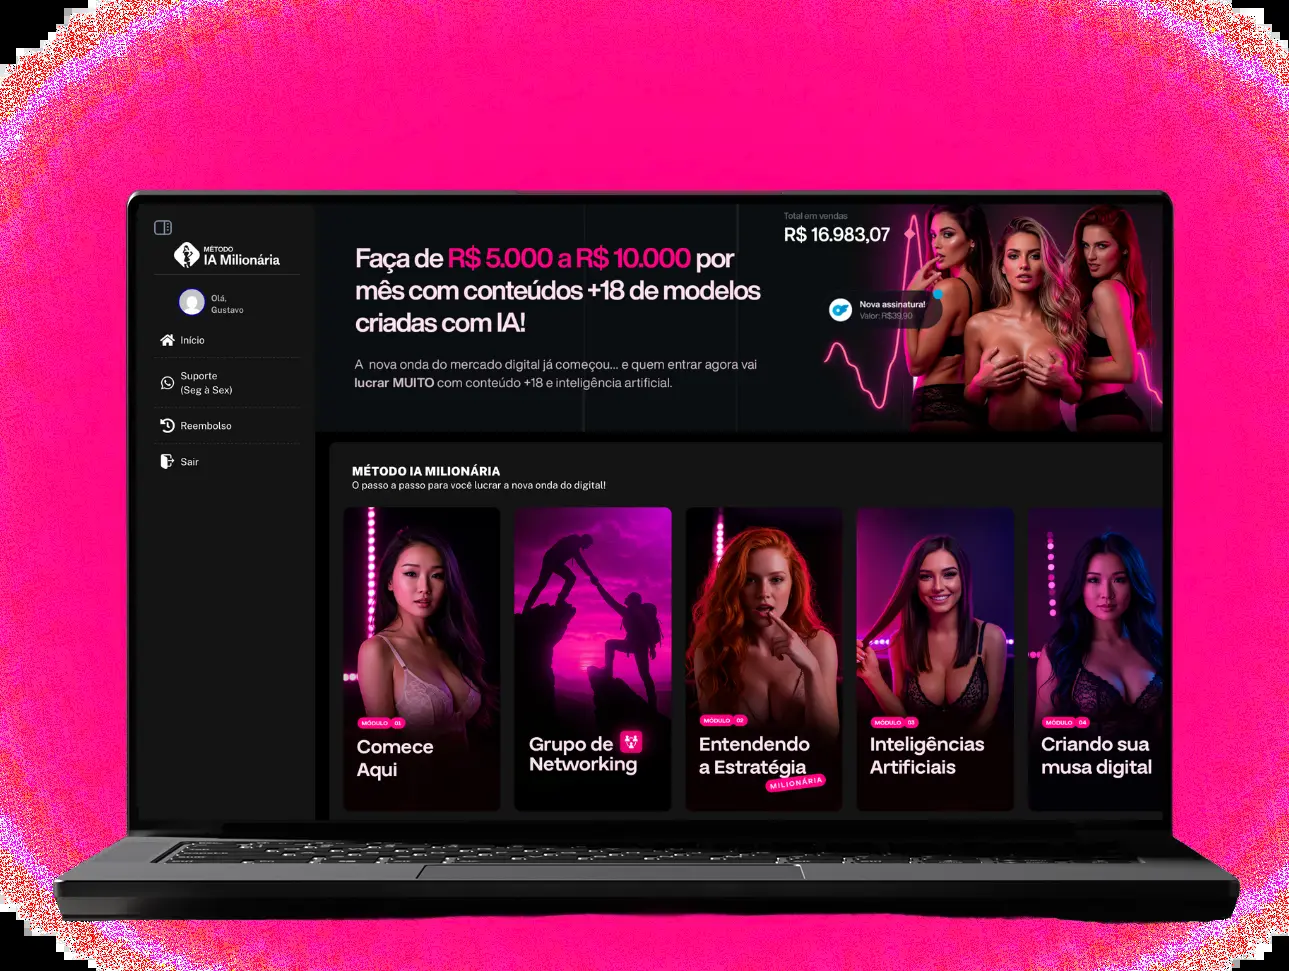 MÉTODO
IA Milionária
Olá,
Gustavo
Início
Suporte
(Seg à Sex)
Reembolso
Sair
Faça de R$ 5.000 a R$ 10.000 por
mês com conteúdos +18 de modelos
criadas com IA!
A nova onda do mercado digital já começou... e quem entrar agora vai
lucrar MUITO com conteúdo +18 e inteligência artificial.
Total em vendas
R$ 16.983,07
Nova assinatura!
Valor: R$39,90
MÉTODO IA MILIONÁRIA
O passo a passo para você lucrar a nova onda do digital!
MÓDULO 01
Comece
Aqui
Grupo de
Networking
MÓDULO 02
Entendendo
a Estratégia
MILIONÁRIA
MÓDULO 03
Inteligências
Artificiais
MÓDULO 04
Criando sua
musa digital